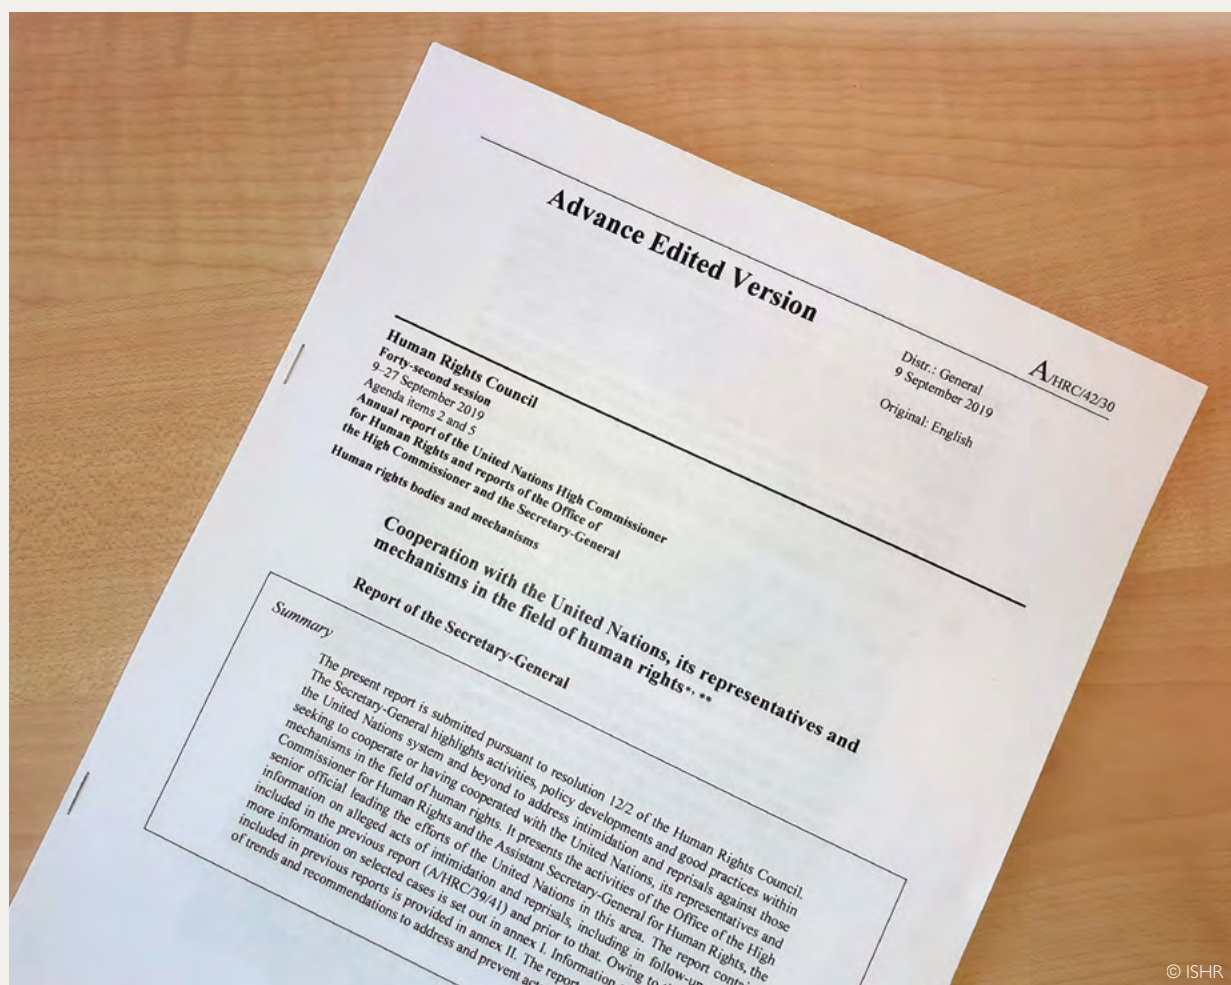 Advance Edited Version
A/HRC/42/30
Distr.: General
9 September 2019
Original: English
Human Rights Council
Forty-second session
9–27 September 2019
Agenda items 2 and 5
Annual report of the United Nations High Commissioner
for Human Rights and reports of the Office of
the High Commissioner and the Secretary-General
Human rights bodies and mechanisms
Cooperation with the United Nations, its representatives and
mechanisms in the field of human rights*, **
Report of the Secretary-General
Summary
The present report is submitted pursuant to resolution 12/2 of the Human Rights Council.
The Secretary-General highlights activities, policy developments and good practices within
the United Nations system and beyond to address intimidation and reprisals against those
seeking to cooperate or having cooperated with the United Nations, its representatives and
mechanisms in the field of human rights. It presents the activities of the Office of the High
Commissioner for Human Rights and the Assistant Secretary-General for Human Rights, the
senior official leading the efforts of the United Nations in this area. The report
information on alleged acts of intimidation and reprisals, including in
included in the previous report (A/HRC/39/41) and prior to that. Owing to
more information on selected cases is set out in annex I. Information
included in previous reports is provided in annex II. The report
of trends and recommendations to address and prevent
© ISHR